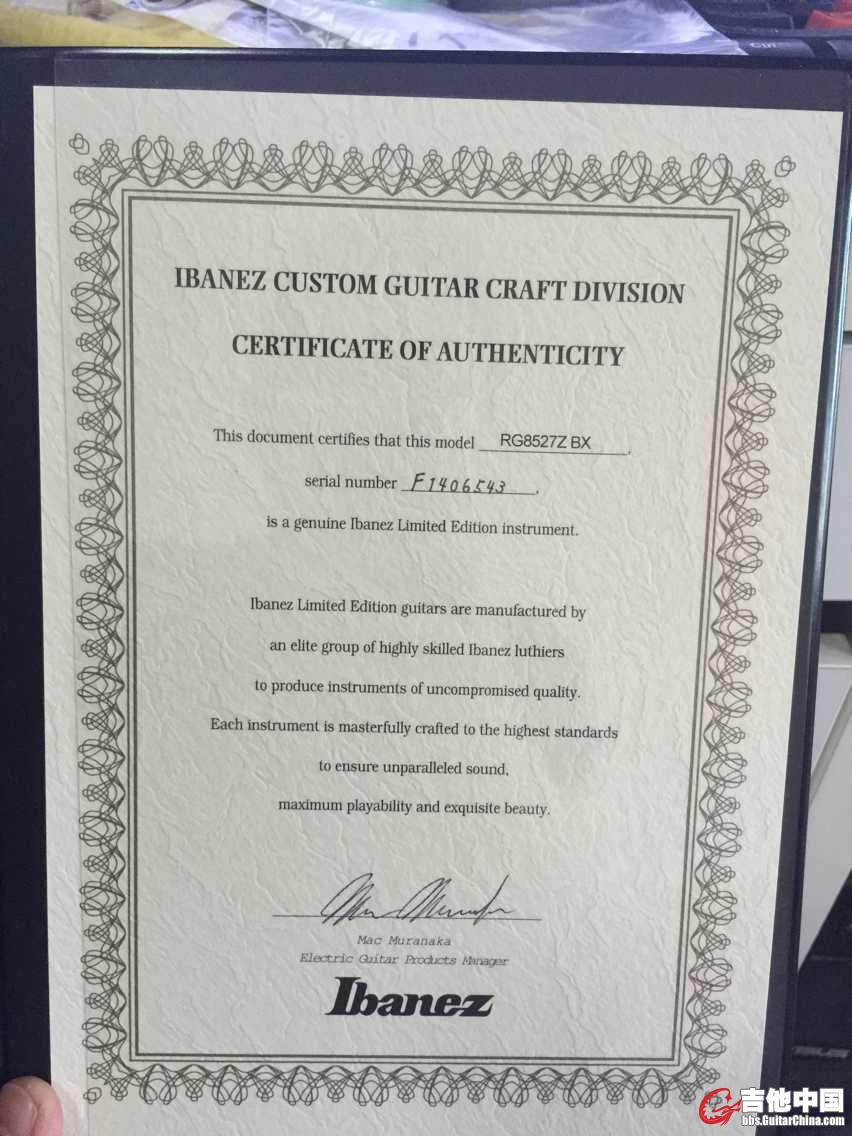 Ctrl
IBANEZ CUSTOM GUITAR CRAFT DIVISION
CERTIFICATE OF AUTHENTICITY
This document certifies that this model RG8527Z BX,
serial number F1406543,
is a genuine Ibanez Limited Edition instrument.
Ibanez Limited Edition guitars are manufactured by
an elite group of highly skilled Ibanez luthiers
to produce instruments of uncompromised quality.
Each instrument is masterfully crafted to the highest standards
to ensure unparalleled sound,
maximum playability and exquisite beauty.
Mac Muranaka
Electric Guitar Products Manager
Ibanez
吉他中国
bbs.GuitarChina.com